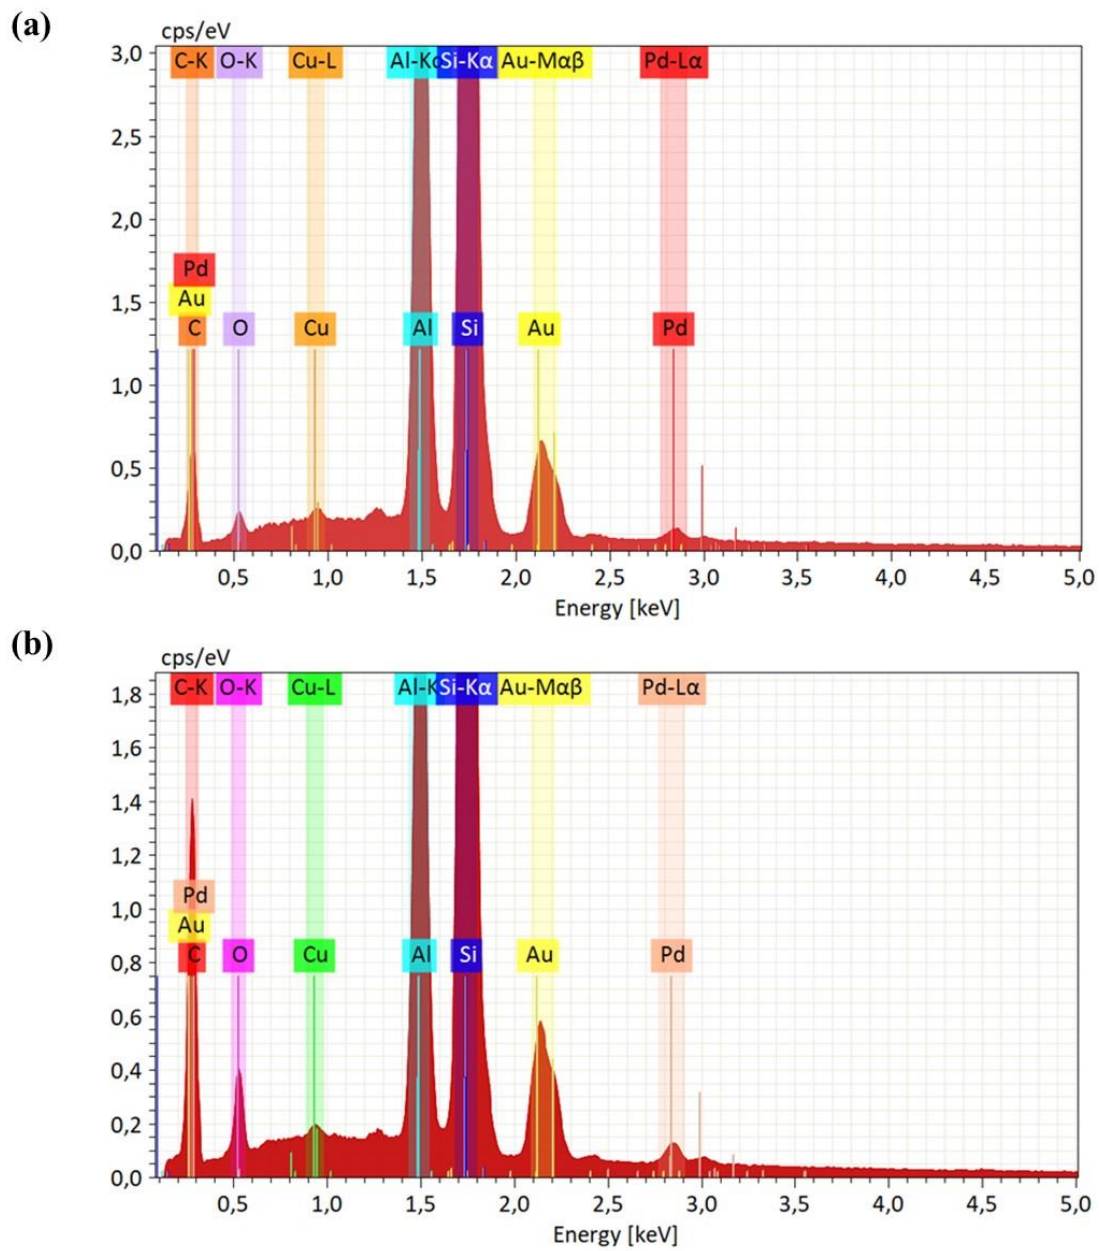 (a)
cps/eV
3,0
C-K O-K Cu-L Al-Kα Si-Kα Au-Mαβ Pd-Lα
2,5
2,0
Pd
1,5
Au
C O Cu Al Si Au Pd
1,0
0,5
0,0
0,5 1,0 1,5 2,0 2,5 3,0 3,5 4,0 4,5 5,0
Energy [keV]
(b)
cps/eV
1,8
C-K O-K Cu-L Al-K Si-Kα Au-Mαβ Pd-Lα
1,6
1,4
1,2
1,0
Pd
Au
0,8
C O Cu Al Si Au Pd
0,6
0,4
0,2
0,0
0,5 1,0 1,5 2,0 2,5 3,0 3,5 4,0 4,5 5,0
Energy [keV]